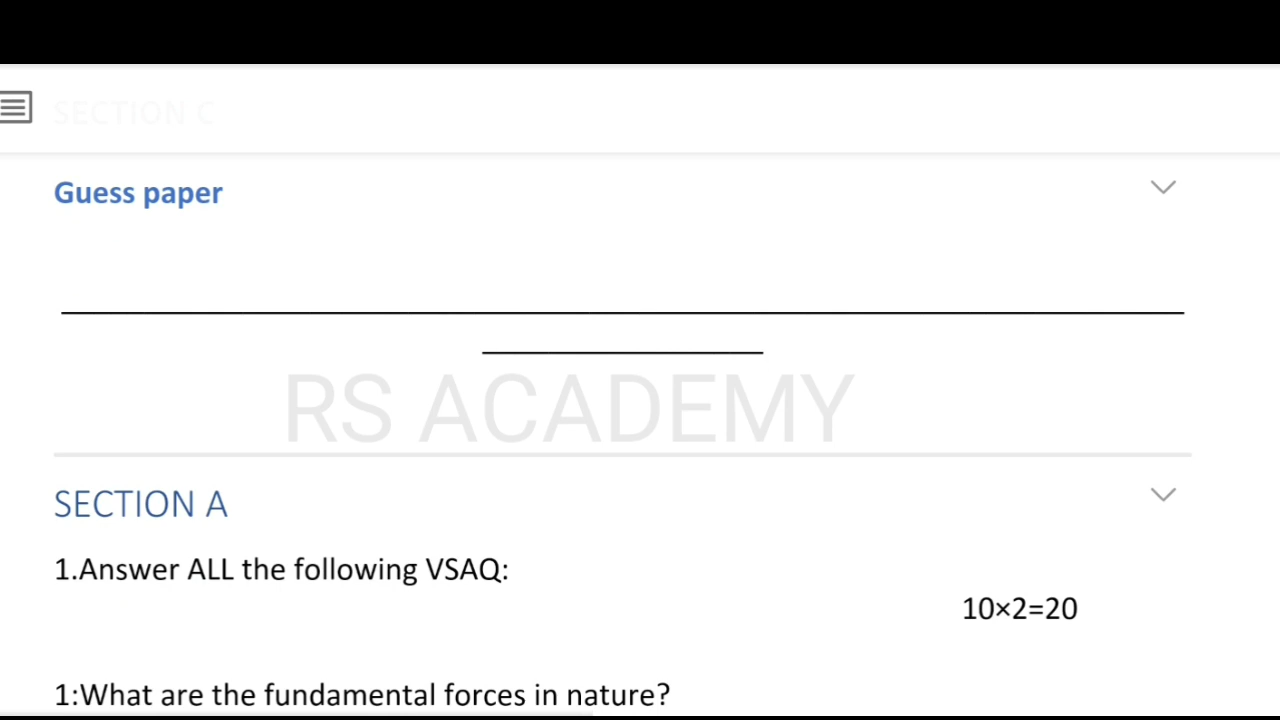 SECTION C
Guess paper
RS ACADEMY
SECTION A
1.Answer ALL the following VSAQ:
10×2=20
1:What are the fundamental forces in nature?